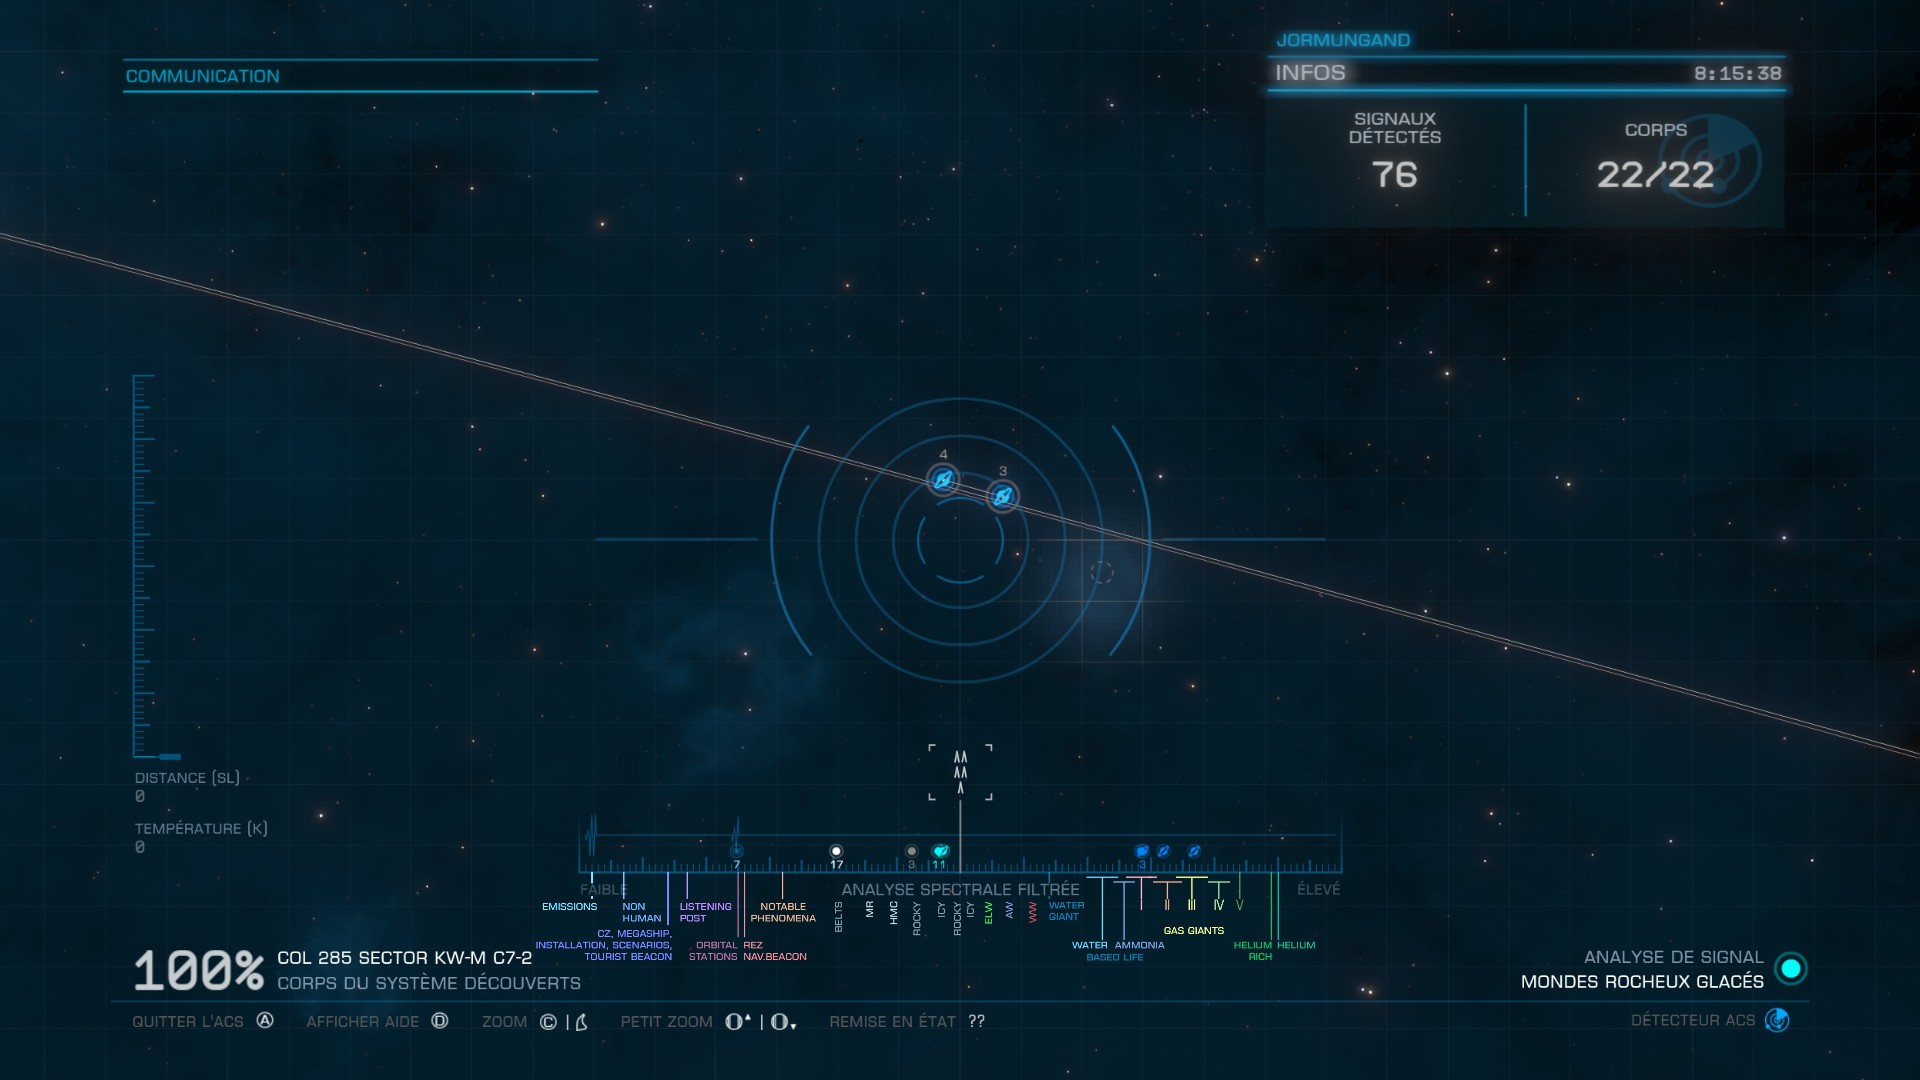 COMMUNICATION
JORMUNGAND
INFOS
8:15:38
SIGNAUX
DÉTECTÉS
76
CORPS
22/22
4
3
DISTANCE (SL)
0
TEMPÉRATURE (K)
0
7
17
3
11
3
FAIBLE
ANALYSE SPECTRALE FILTRÉE
ÉLEVÉ
EMISSIONS
NON
HUMAN
CZ, MEGASHIP,
INSTALLATION, SCENARIOS,
TOURIST BEACON
LISTENING
POST
ORBITAL
STATIONS
REZ
NAV.BEACON
NOTABLE
PHENOMENA
BELTS
MR
HMC
ROCKY
ICY
ROCKY
ICY
ELW
AW
WW
WATER
GIANT
WATER
AMMONIA
BASED LIFE
I
II
III
IV
V
GAS GIANTS
HELIUM
RICH
HELIUM
100%
COL 285 SECTOR KW-M C7-2
CORPS DU SYSTÈME DÉCOUVERTS
ANALYSE DE SIGNAL
MONDES ROCHEUX GLACÉS
QUITTER L'ACS A
AFFICHER AIDE D
ZOOM C |
PETIT ZOOM 0 | 0
REMISE EN ÉTAT ??
DÉTECTEUR ACS